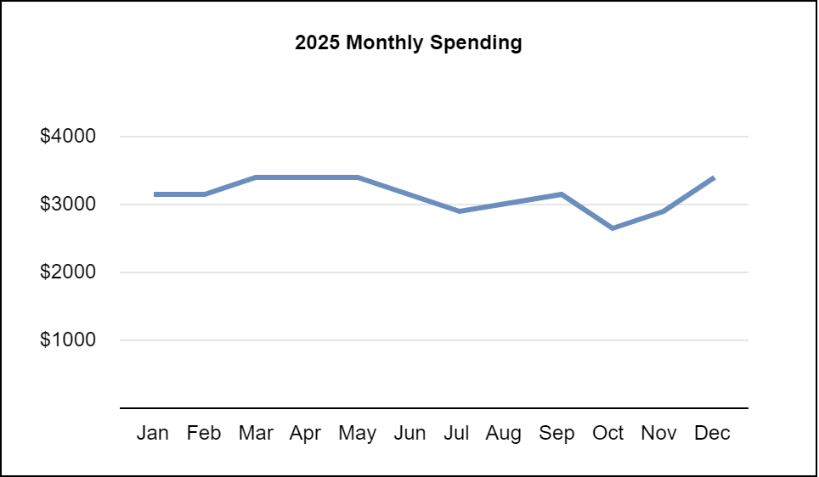 2025 Monthly Spending
$4000
$3000
$2000
$1000
Jan Feb Mar Apr May Jun Jul Aug Sep Oct Nov Dec